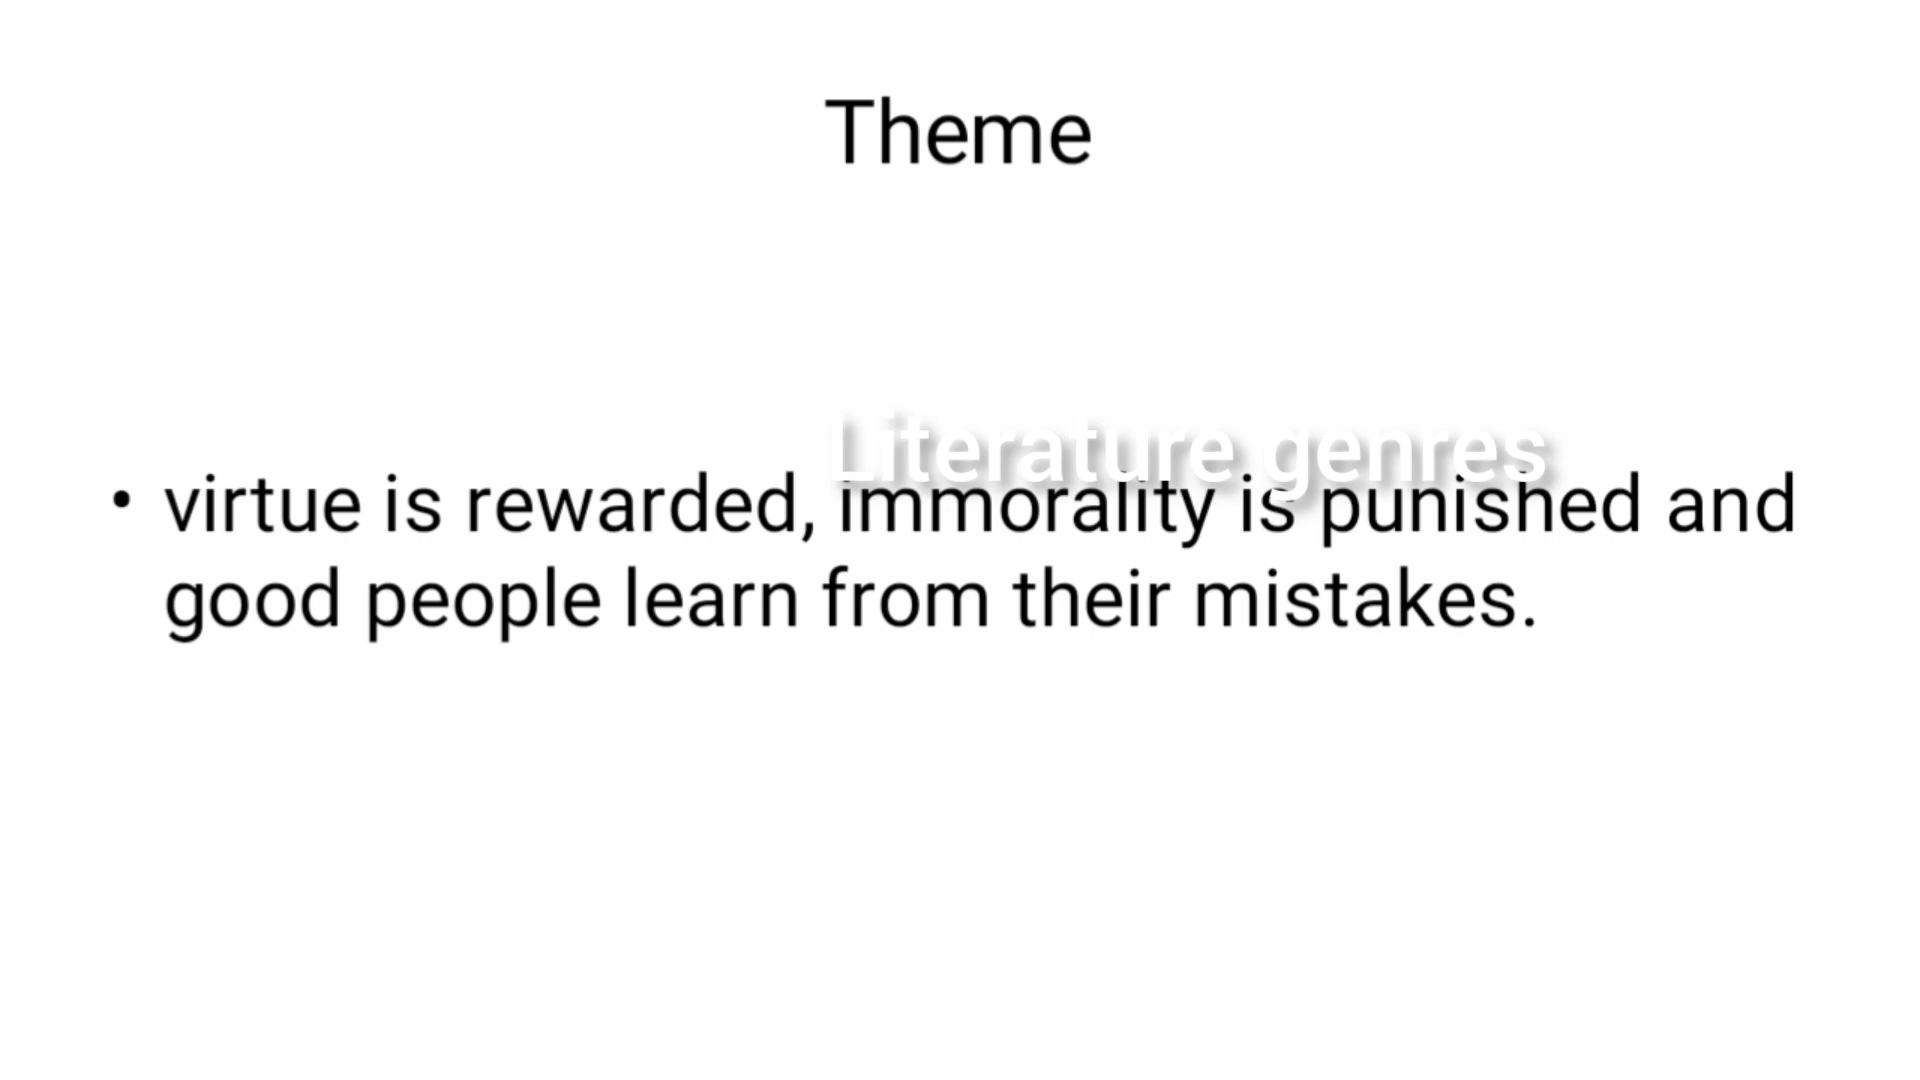 Theme
Literature genres
• virtue is rewarded, immorality is punished and
good people learn from their mistakes.